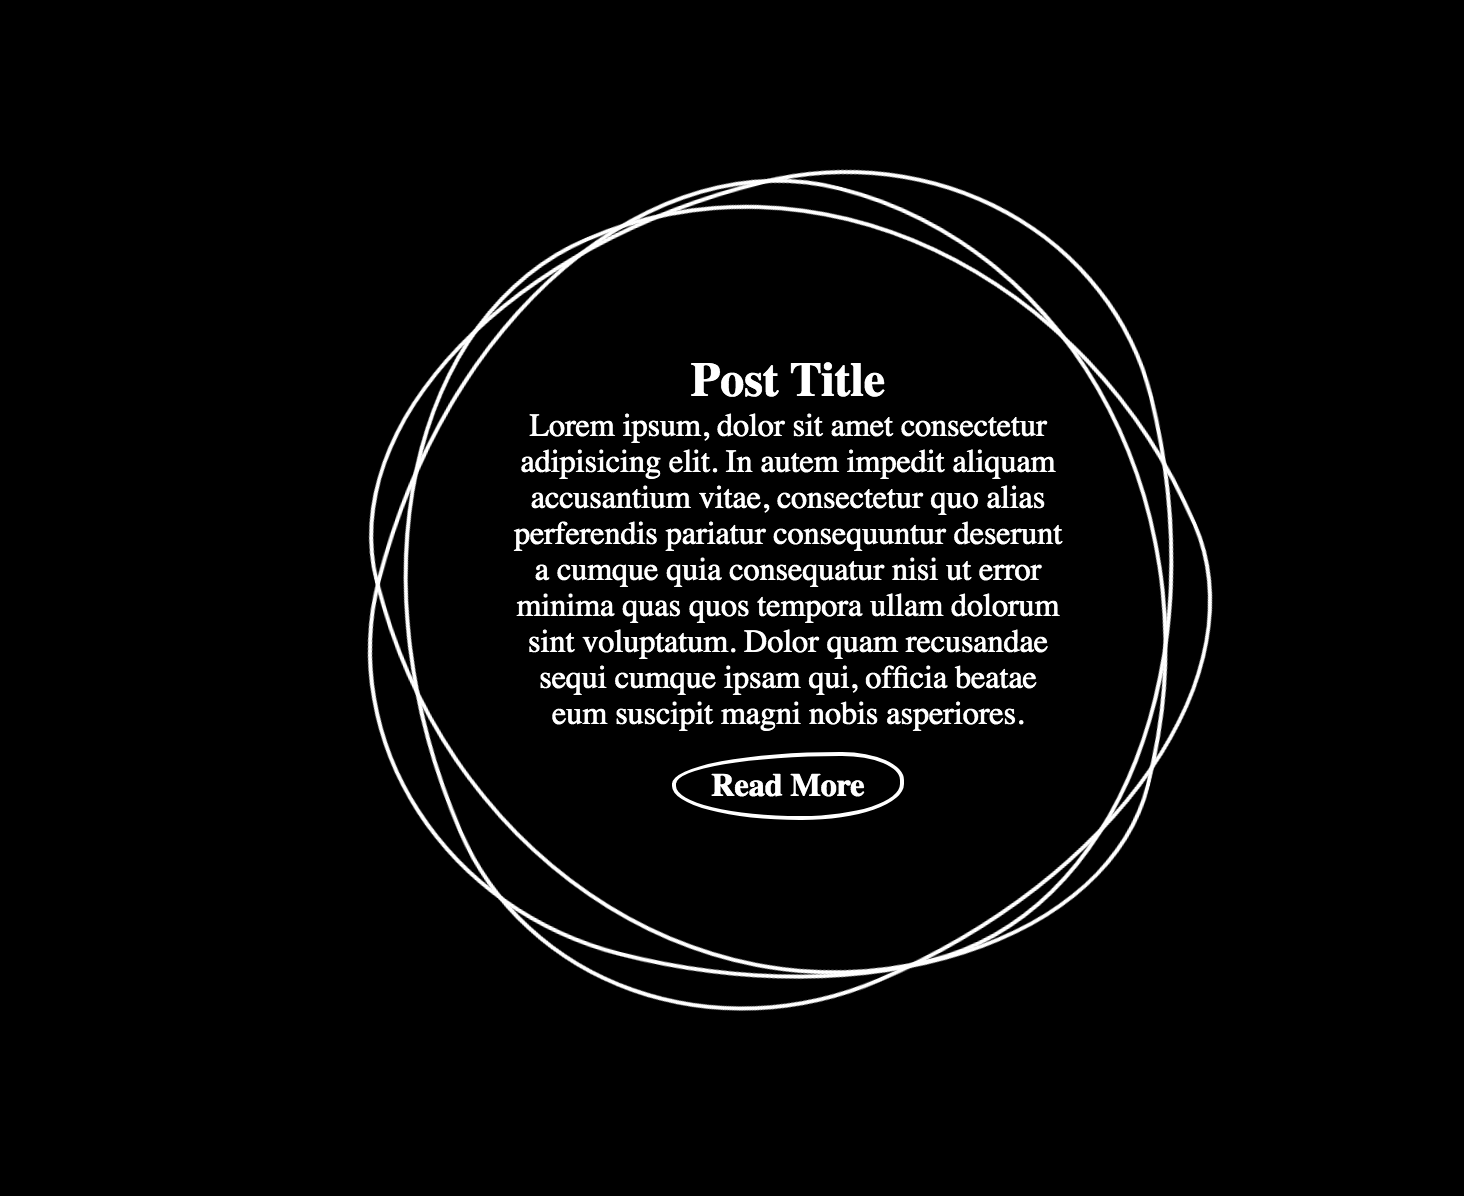 Post Title
Lorem ipsum, dolor sit amet consectetur
adipisicing elit. In autem impedit aliquam
accusantium vitae, consectetur quo alias
perferendis pariatur consequuntur deserunt
a cumque quia consequatur nisi ut error
minima quas quos tempora ullam dolorum
sint voluptatum. Dolor quam recusandae
sequi cumque ipsam qui, officia beatae
eum suscipit magni nobis asperiores.
Read More